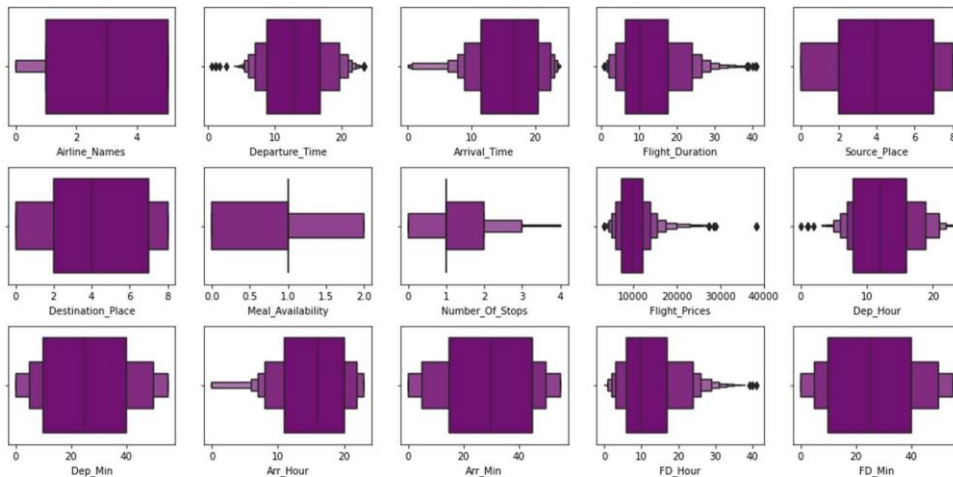 0 2 4
Airline_Names
0 10 20
Departure_Time
0 10 20
Arrival_Time
0 10 20 30 40
Flight_Duration
0 2 4 6 8
Source_Place
0 2 4 6 8
Destination_Place
0.0 0.5 1.0 1.5 2.0
Meal_Availability
0 1 2 3 4
Number_Of_Stops
10000 20000 30000 40000
Flight_Prices
0 10 20
Dep_Hour
0 20 40
Dep_Min
0 10 20
Arr_Hour
0 20 40
Arr_Min
0 10 20 30 40
FD_Hour
0 20 40
FD_Min